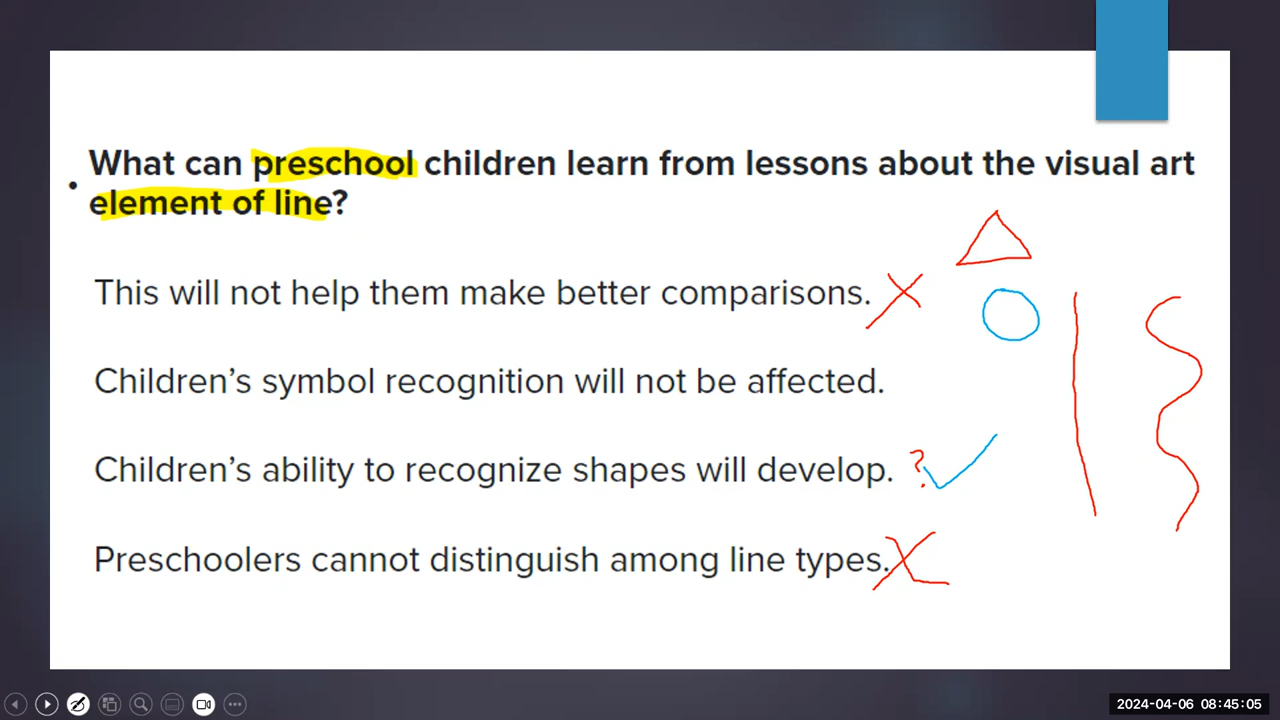 What can preschool children learn from lessons about the visual art
• element of line?
This will not help them make better comparisons.
Children's symbol recognition will not be affected.
Children's ability to recognize shapes will develop. ?
Preschoolers cannot distinguish among line types.
2024-04-06 08:45:05